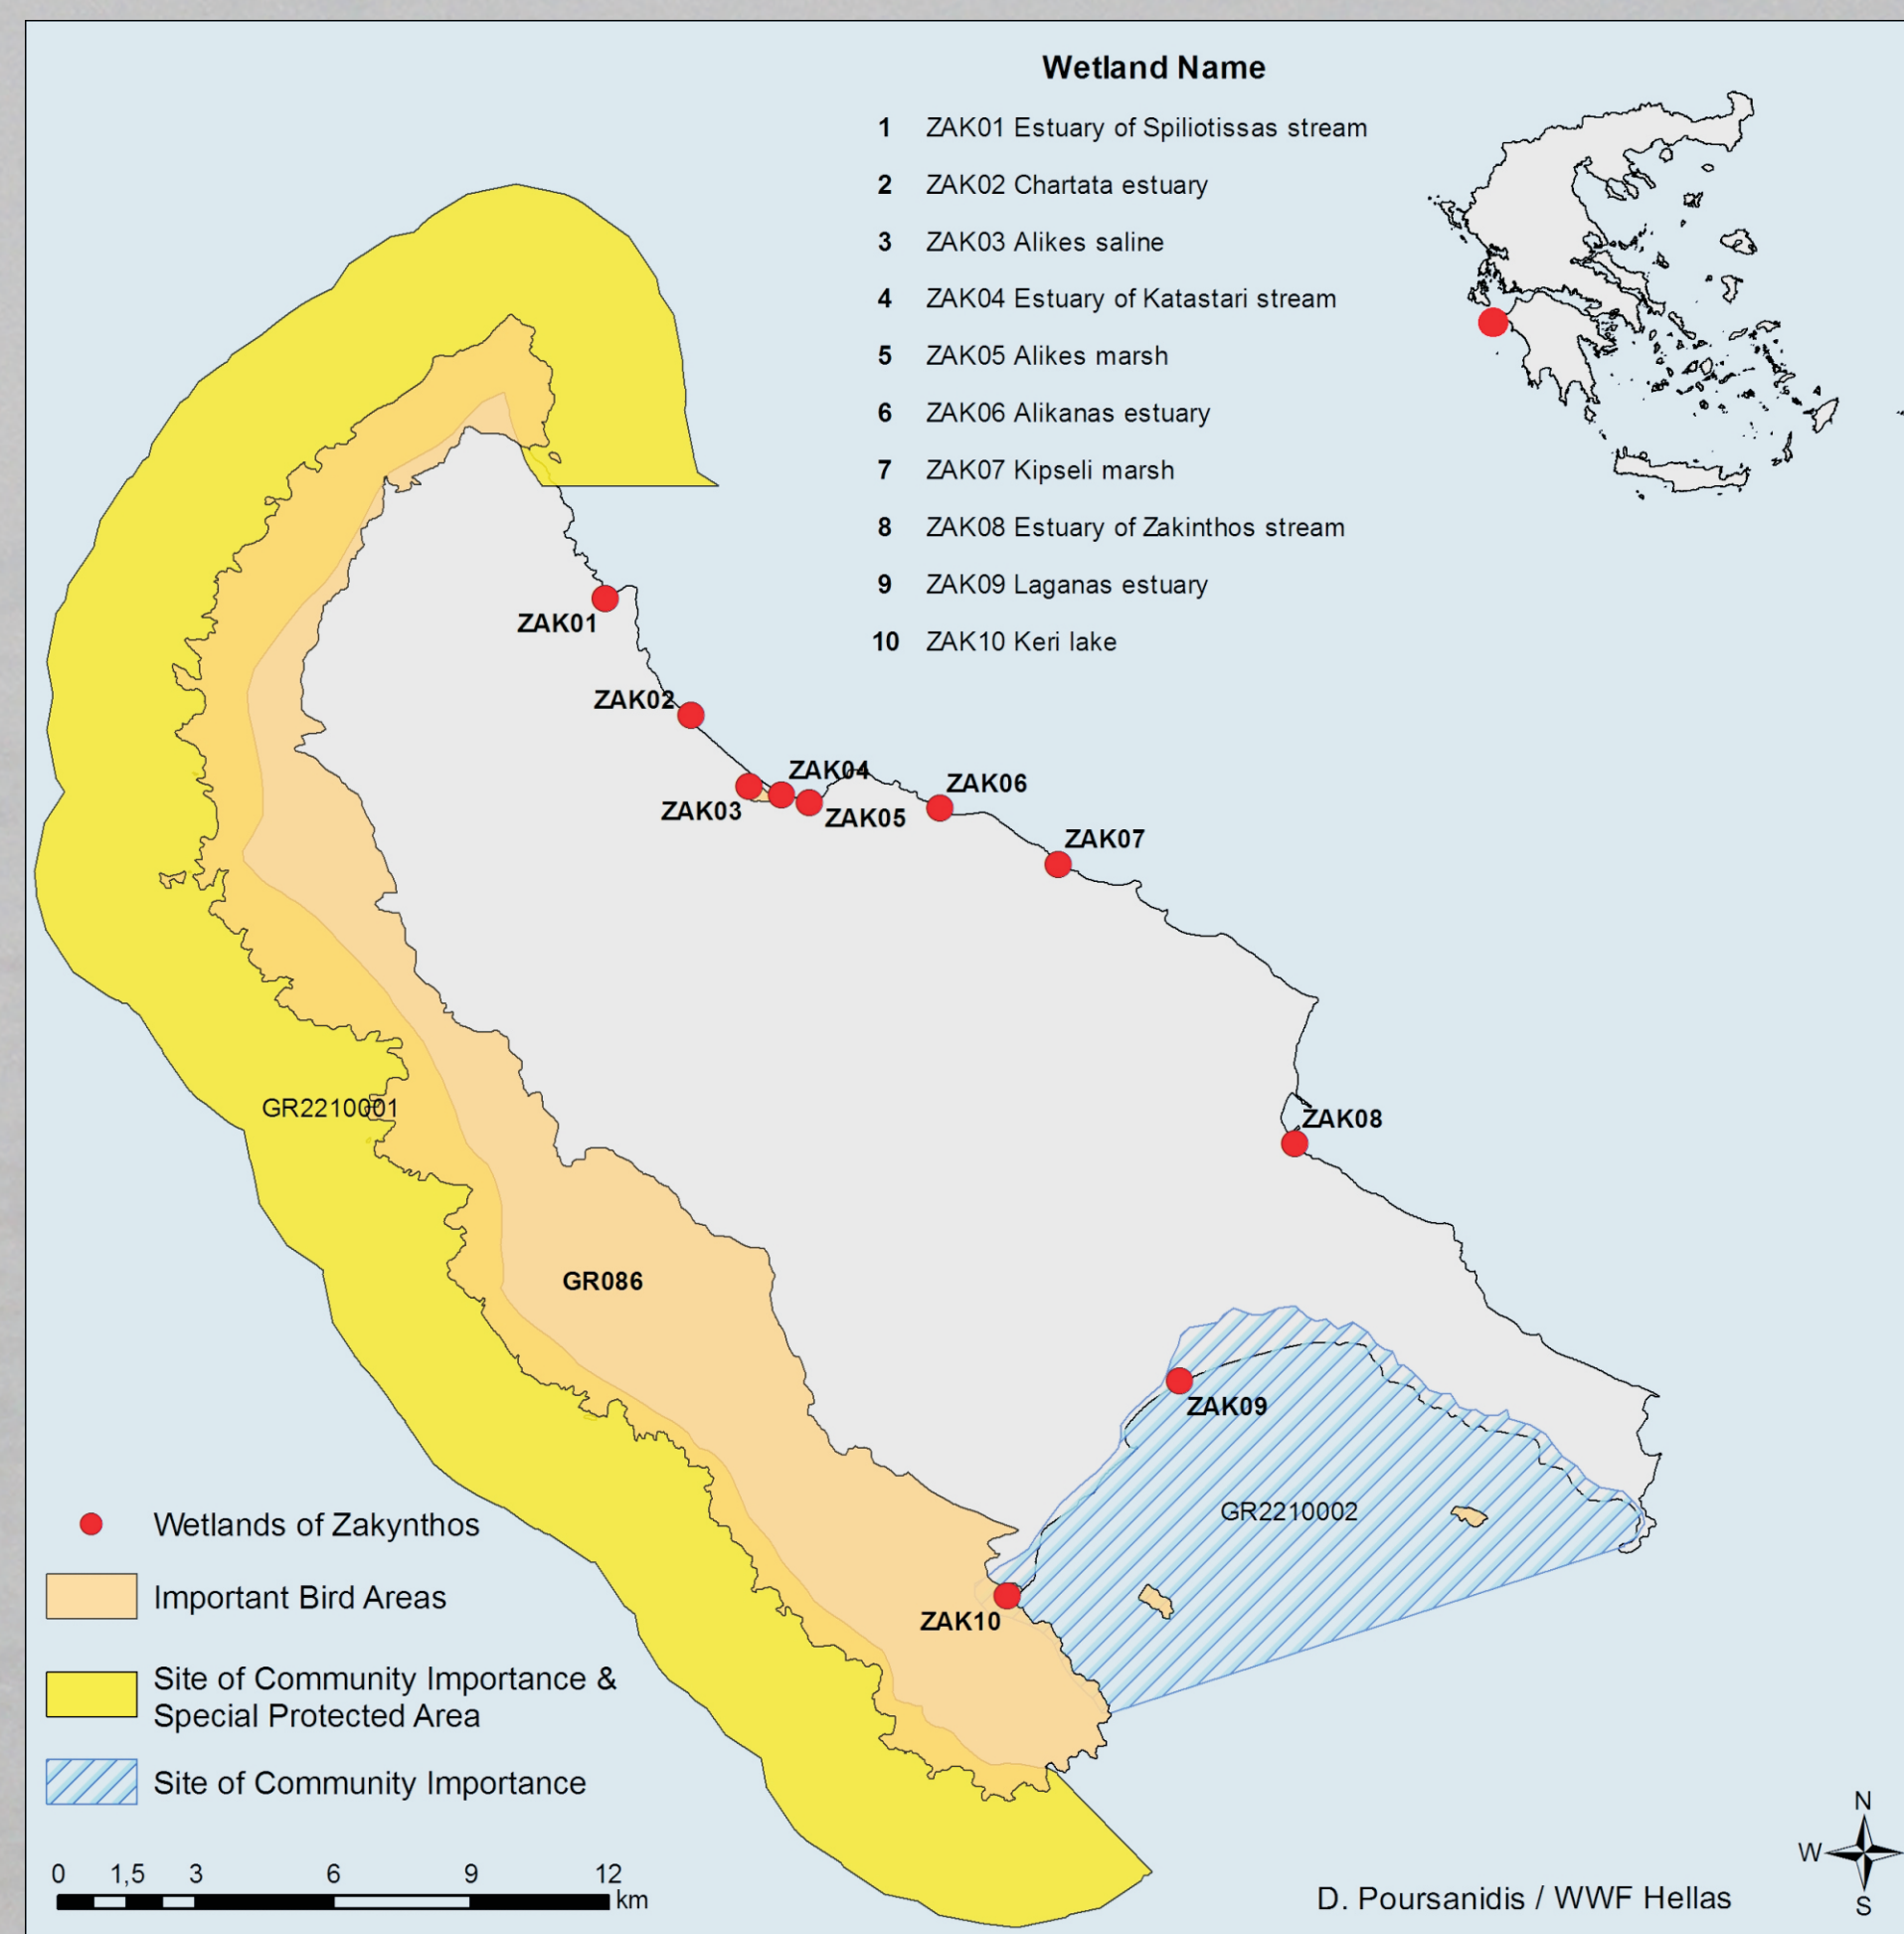 Wetland Name
1 ZAK01 Estuary of Spiliotissas stream
2 ZAK02 Chartata estuary
3 ZAK03 Alikes saline
4 ZAK04 Estuary of Katastari stream
5 ZAK05 Alikes marsh
6 ZAK06 Alikanas estuary
7 ZAK07 Kipseli marsh
8 ZAK08 Estuary of Zakinthos stream
9 ZAK09 Laganas estuary
10 ZAK10 Keri lake
ZAK01
ZAK02
ZAK04
ZAK03
ZAK05
ZAK06
ZAK07
GR2210001
ZAK08
GR086
ZAK09
GR2210002
ZAK10
Wetlands of Zakynthos
Important Bird Areas
Site of Community Importance &
Special Protected Area
Site of Community Importance
0 1,5 3 6 9 12
km
D. Poursanidis / WWF Hellas
N
W
S